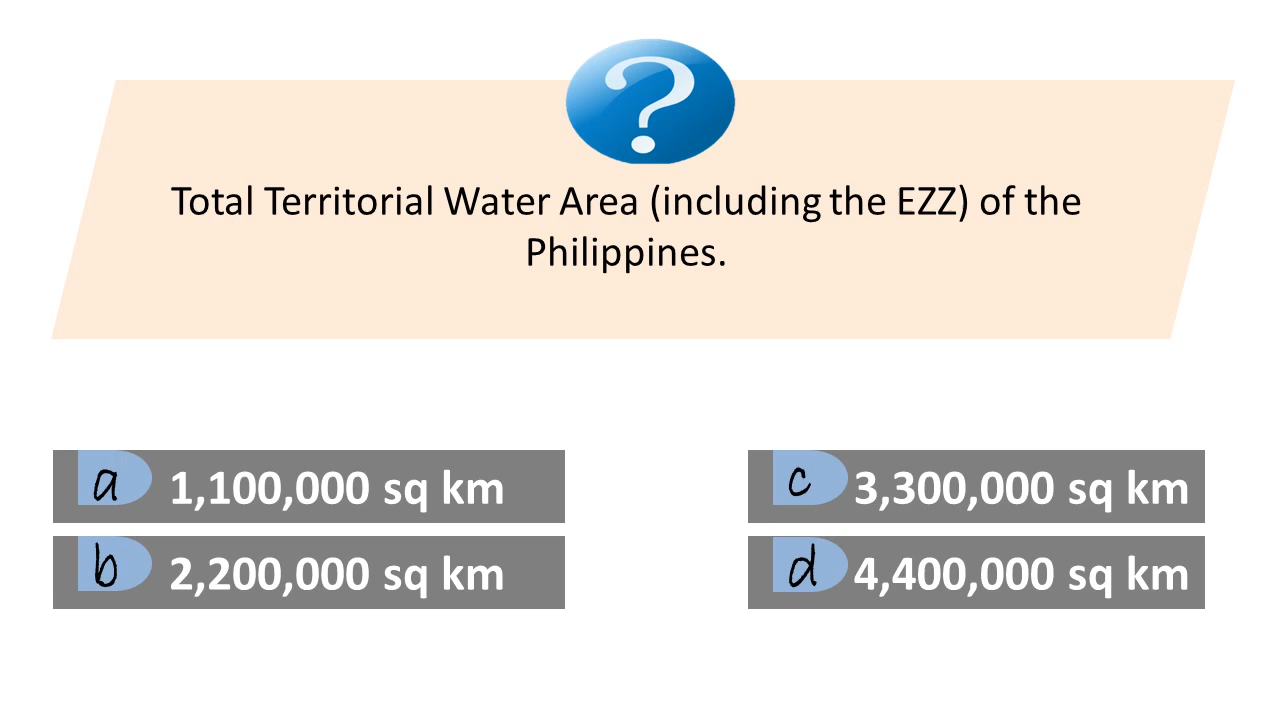 ?
Total Territorial Water Area (including the EZZ) of the
Philippines.
a 1,100,000 sq km
b 2,200,000 sq km
c 3,300,000 sq km
d 4,400,000 sq km